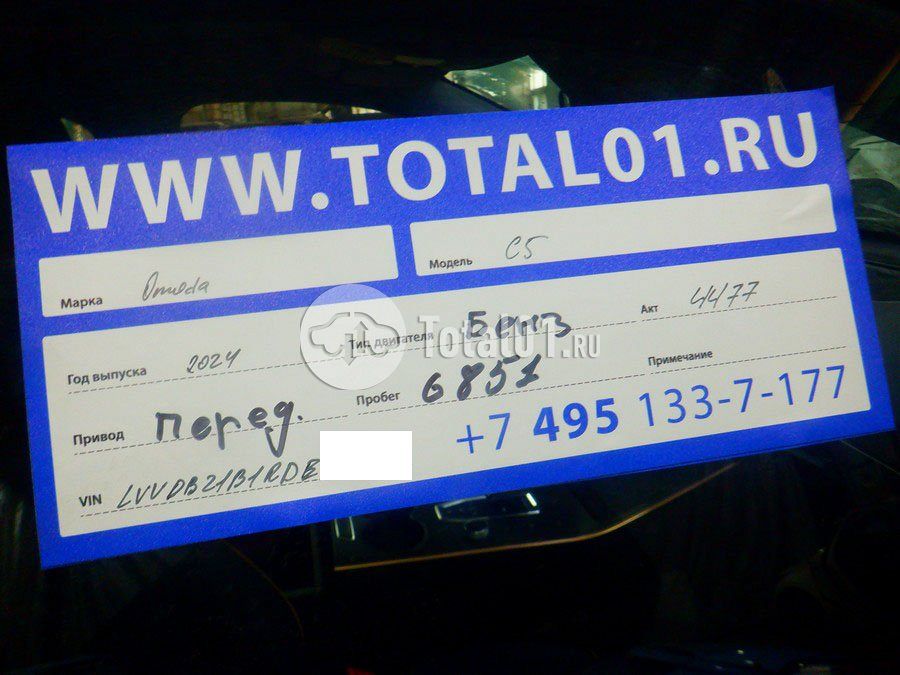 WWW.TOTAL01.RU
Марка Omoda Модель C5
Год выпуска 2024 Тип двигателя Бенз Акт 4477
Total01.RU
Привод перед. Пробег 6851 Примечание
+7 495 133-7-177
VIN LVVDB21B1RDE